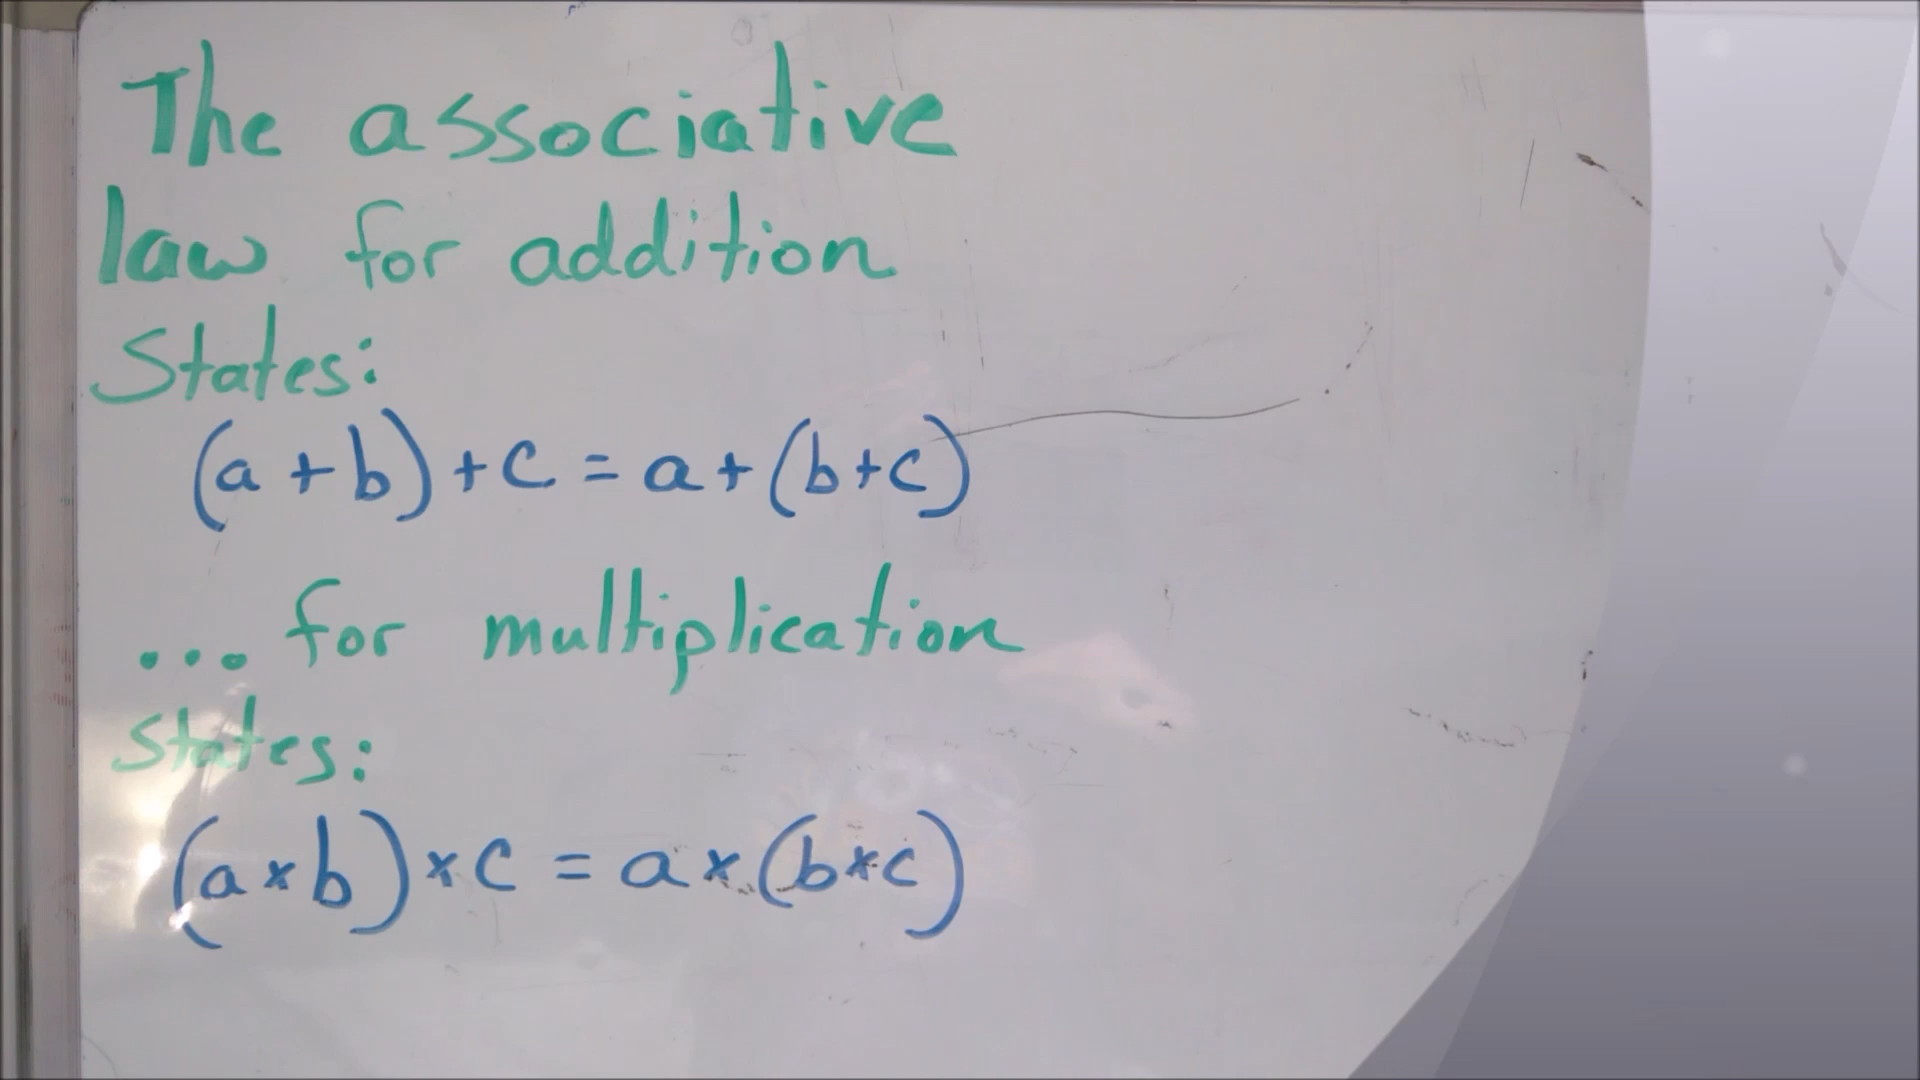 The associative
law for addition
States:
(a + b) + c = a + (b + c)
... for multiplication
states:
(a × b) × c = a × (b × c)